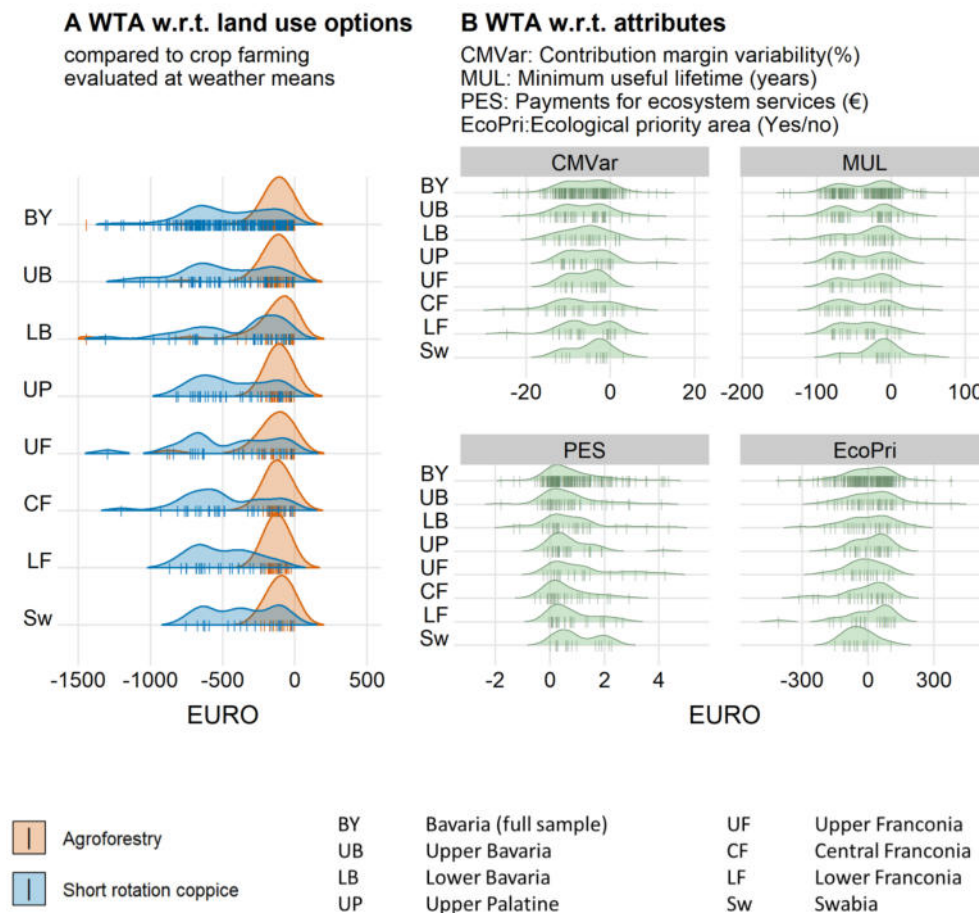 A WTA w.r.t. land use options
compared to crop farming
evaluated at weather means
BY
UB
LB
UP
UF
CF
LF
Sw
-1500 -1000 -500 0 500
EURO
B WTA w.r.t. attributes
CMVar: Contribution margin variability(%)
MUL: Minimum useful lifetime (years)
PES: Payments for ecosystem services (€)
EcoPri:Ecological priority area (Yes/no)
CMVar MUL
BY
UB
LB
UP
UF
CF
LF
Sw
-20 0 20 -200 -100 0 100
PES EcoPri
BY
UB
LB
UP
UF
CF
LF
Sw
-2 0 2 4 -300 0 300
EURO
Agroforestry
Short rotation coppice
BY Bavaria (full sample)
UB Upper Bavaria
LB Lower Bavaria
UP Upper Palatine
UF Upper Franconia
CF Central Franconia
LF Lower Franconia
Sw Swabia